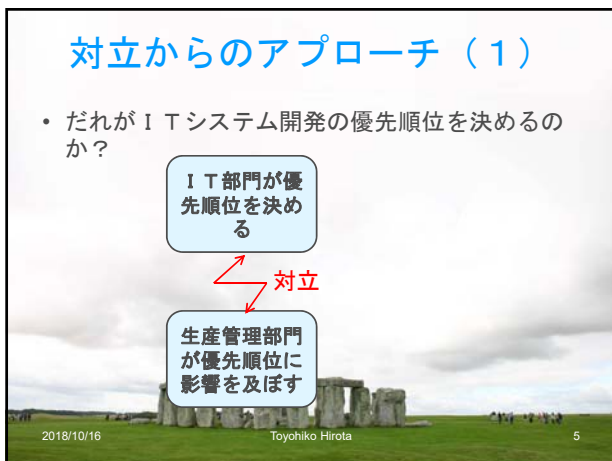 対立からのアプローチ（１）
• だれがＩＴシステム開発の優先順位を決めるの
か？
ＩＴ部門が優
先順位を決め
る
対立
生産管理部門
が優先順位に
影響を及ぼす
2018/10/16
Toyohiko Hirota
5